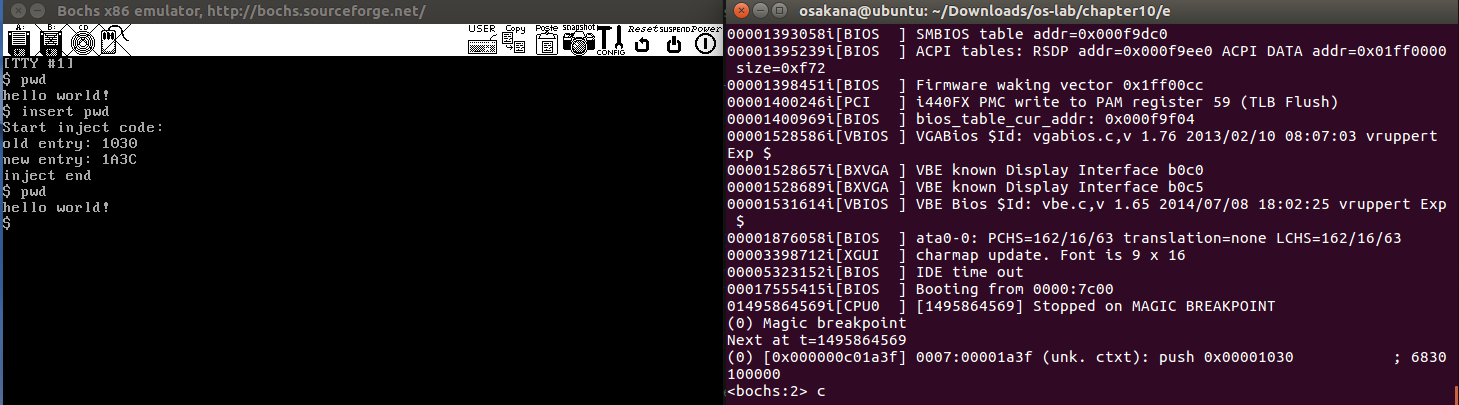 Bochs x86 emulator, http://bochs.sourceforge.net/
A: B: CD
USER Copy Paste snapshot CONFIG Reset SUSPEND Power
[TTY #1]
$ pwd
hello world!
$ insert pwd
Start inject code:
old entry: 1030
new entry: 1A3C
inject end
$ pwd
hello world!
$
osakana@ubuntu: ~/Downloads/os-lab/chapter10/e
00001393058i[BIOS  ] SMBIOS table addr=0x000f9dc0
00001395239i[BIOS  ] ACPI tables: RSDP addr=0x000f9ee0 ACPI DATA addr=0x01ff0000
 size=0xf72
00001398451i[BIOS  ] Firmware waking vector 0x1ff00cc
00001400246i[PCI   ] i440FX PMC write to PAM register 59 (TLB Flush)
00001400969i[BIOS  ] bios_table_cur_addr: 0x000f9f04
00001528586i[VBIOS ] VGABios $Id: vgabios.c,v 1.76 2013/02/10 08:07:03 vruppert
Exp $
00001528657i[BXVGA ] VBE known Display Interface b0c0
00001528689i[BXVGA ] VBE known Display Interface b0c5
00001531614i[VBIOS ] VBE Bios $Id: vbe.c,v 1.65 2014/07/08 18:02:25 vruppert Exp
 $
00001876058i[BIOS  ] ata0-0: PCHS=162/16/63 translation=none LCHS=162/16/63
00003398712i[XGUI  ] charmap update. Font is 9 x 16
00005323152i[BIOS  ] IDE time out
00017555415i[BIOS  ] Booting from 0000:7c00
01495864569i[CPU0  ] [1495864569] Stopped on MAGIC BREAKPOINT
(0) Magic breakpoint
Next at t=1495864569
(0) [0x000000c01a3f] 0007:00001a3f (unk. ctxt): push 0x00001030           ; 6830
100000
<bochs:2> c